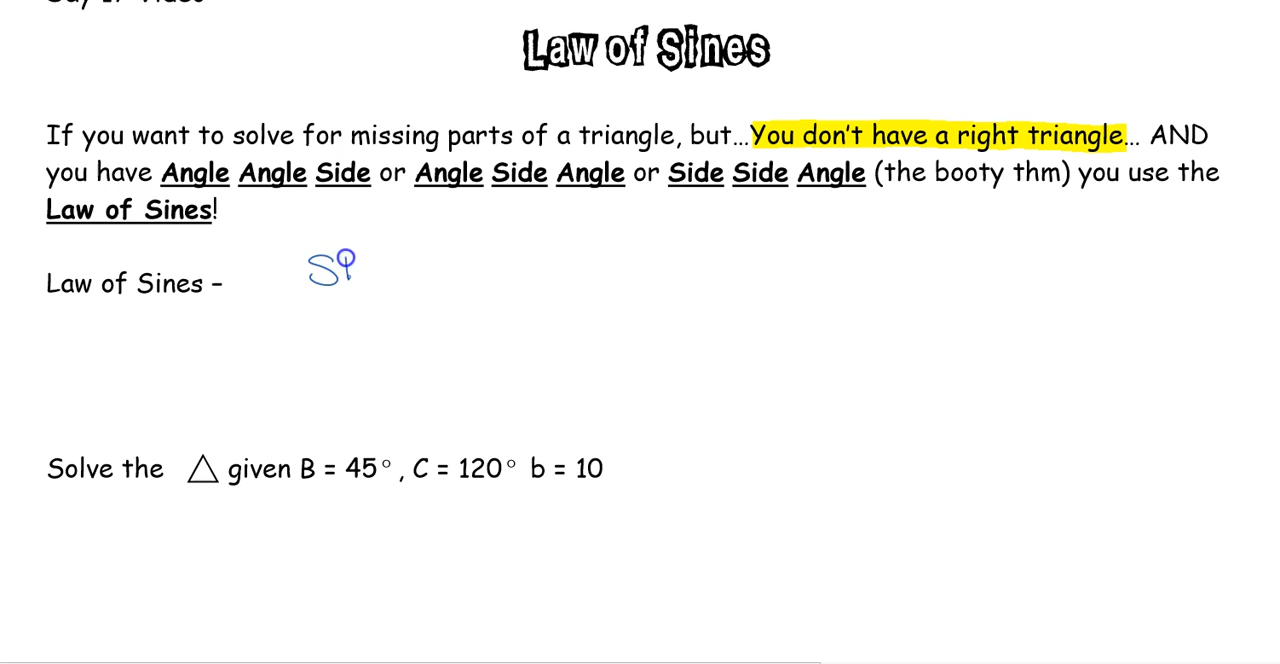 Law of Sines
If you want to solve for missing parts of a triangle, but...You don't have a right triangle... AND
you have Angle Angle Side or Angle Side Angle or Side Side Angle (the booty thm) you use the
Law of Sines!
Law of Sines –
Solve the △ given B = 45°, C = 120° b = 10